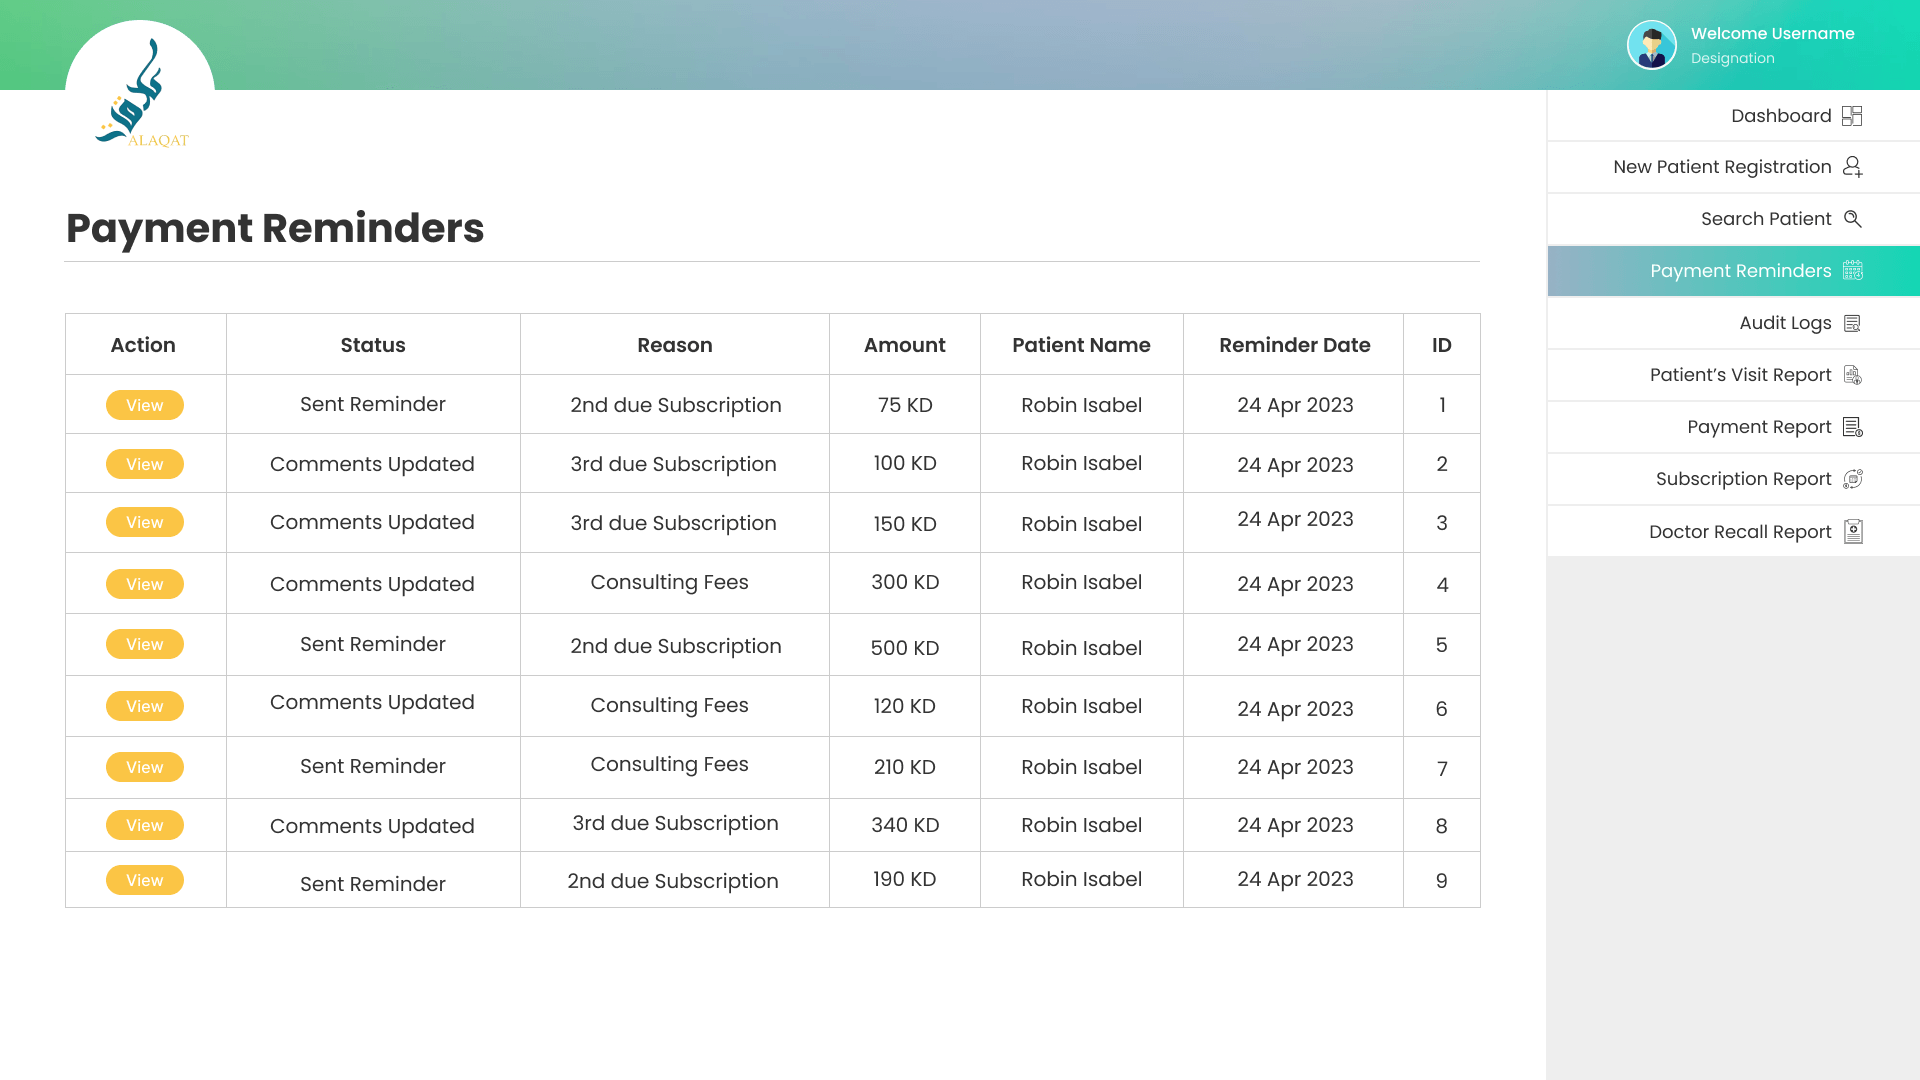 Welcome Username
Designation
ALAQAT
Dashboard
New Patient Registration
Search Patient
Payment Reminders
Audit Logs
Patient’s Visit Report
Payment Report
Subscription Report
Doctor Recall Report
Payment Reminders
Action Status Reason Amount Patient Name Reminder Date ID
View Sent Reminder 2nd due Subscription 75 KD Robin Isabel 24 Apr 2023 1
View Comments Updated 3rd due Subscription 100 KD Robin Isabel 24 Apr 2023 2
View Comments Updated 3rd due Subscription 150 KD Robin Isabel 24 Apr 2023 3
View Comments Updated Consulting Fees 300 KD Robin Isabel 24 Apr 2023 4
View Sent Reminder 2nd due Subscription 500 KD Robin Isabel 24 Apr 2023 5
View Comments Updated Consulting Fees 120 KD Robin Isabel 24 Apr 2023 6
View Sent Reminder Consulting Fees 210 KD Robin Isabel 24 Apr 2023 7
View Comments Updated 3rd due Subscription 340 KD Robin Isabel 24 Apr 2023 8
View Sent Reminder 2nd due Subscription 190 KD Robin Isabel 24 Apr 2023 9